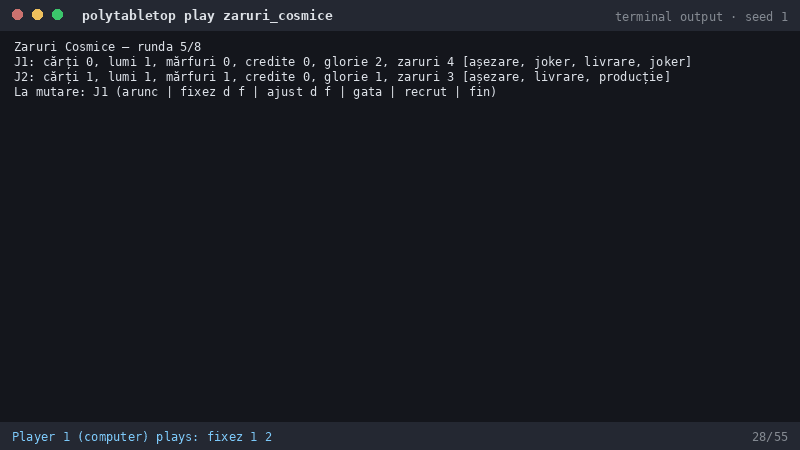 polytabletop play zaruri_cosmice
terminal output · seed 1
Zaruri Cosmice — runda 5/8
J1: cărți 0, lumi 1, mărfuri 0, credite 0, glorie 2, zaruri 4 [așezare, joker, livrare, joker]
J2: cărți 1, lumi 1, mărfuri 1, credite 0, glorie 1, zaruri 3 [așezare, livrare, producție]
La mutare: J1 (arunc | fixez d f | ajust d f | gata | recrut | fin)
Player 1 (computer) plays: fixez 1 2
28/55